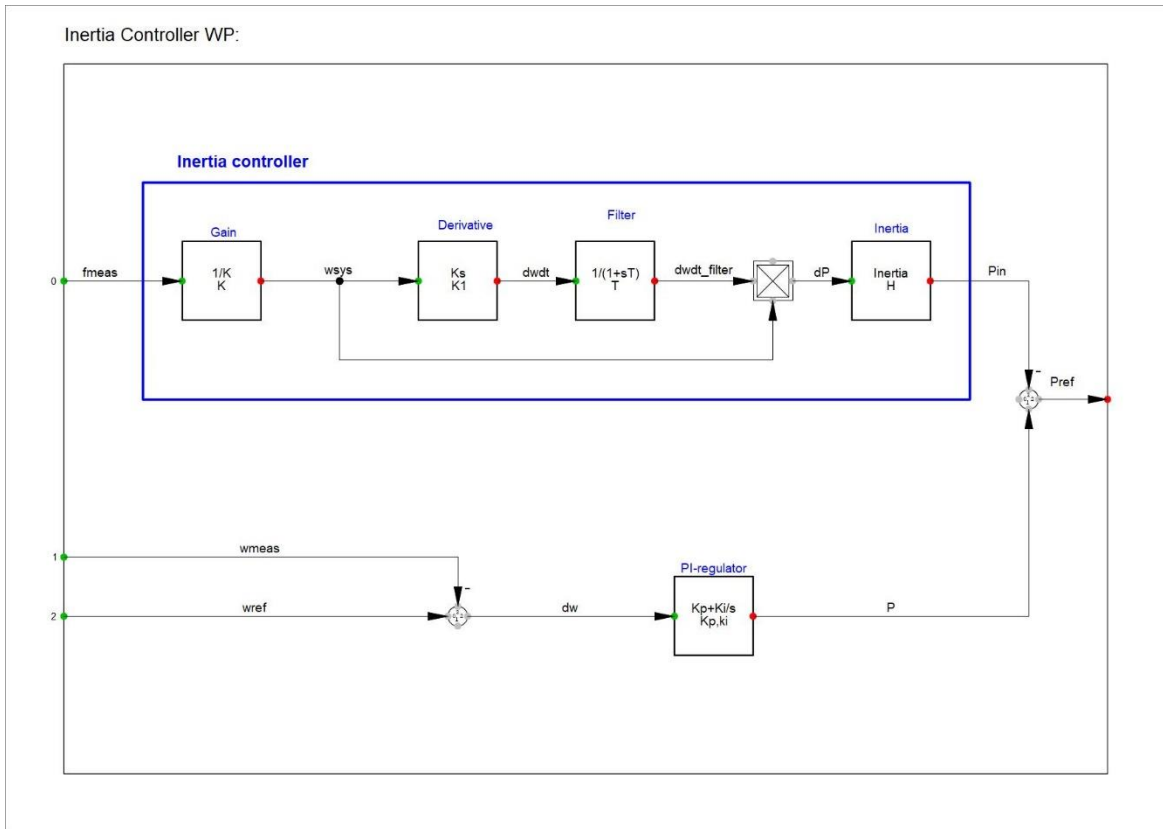 Inertia Controller WP:
Inertia controller
Gain
Derivative
Filter
Inertia
0
fmeas
1/K
K
wsys
Ks
K1
dwdt
1/(1+sT)
T
dwdt_filter
dP
Inertia
H
Pin
-
Pref
1
wmeas
-
2
wref
dw
PI-regulator
Kp+Ki/s
Kp,ki
P